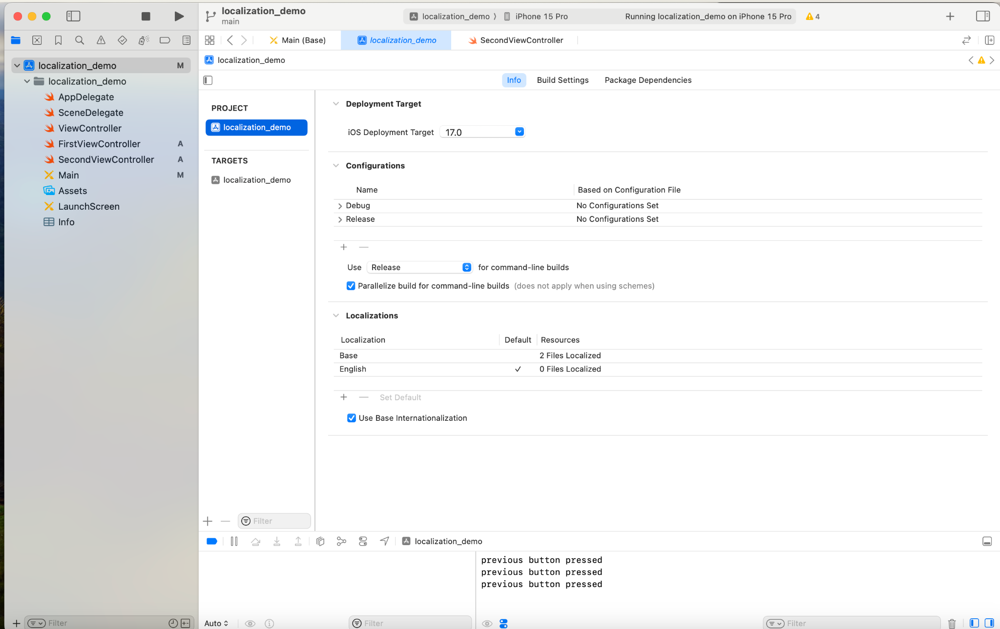 localization_demo
main
localization_demo 〉 iPhone 15 Pro
Running localization_demo on iPhone 15 Pro
4
Main (Base)
localization_demo
SecondViewController
localization_demo M
localization_demo
AppDelegate
SceneDelegate
ViewController
FirstViewController A
SecondViewController A
Main M
Assets
LaunchScreen
Info
Filter
localization_demo
Info Build Settings Package Dependencies
PROJECT
localization_demo
TARGETS
localization_demo
Filter
Deployment Target
iOS Deployment Target 17.0
Configurations
Name Based on Configuration File
Debug No Configurations Set
Release No Configurations Set
Use Release for command-line builds
Parallelize build for command-line builds (does not apply when using schemes)
Localizations
Localization Default Resources
Base 2 Files Localized
English ✓ 0 Files Localized
Set Default
Use Base Internationalization
localization_demo
previous button pressed
previous button pressed
previous button pressed
Auto
Filter
Filter